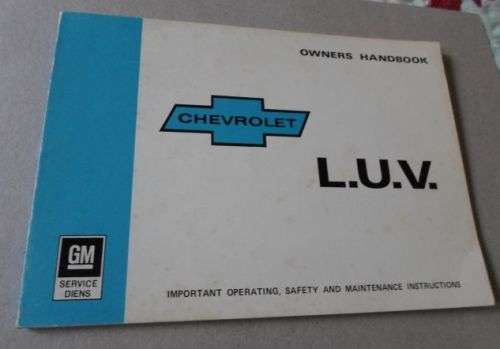 OWNERS HANDBOOK
CHEVROLET
L.U.V.
GM
SERVICE
DIENS
IMPORTANT OPERATING, SAFETY AND MAINTENANCE INSTRUCTIONS